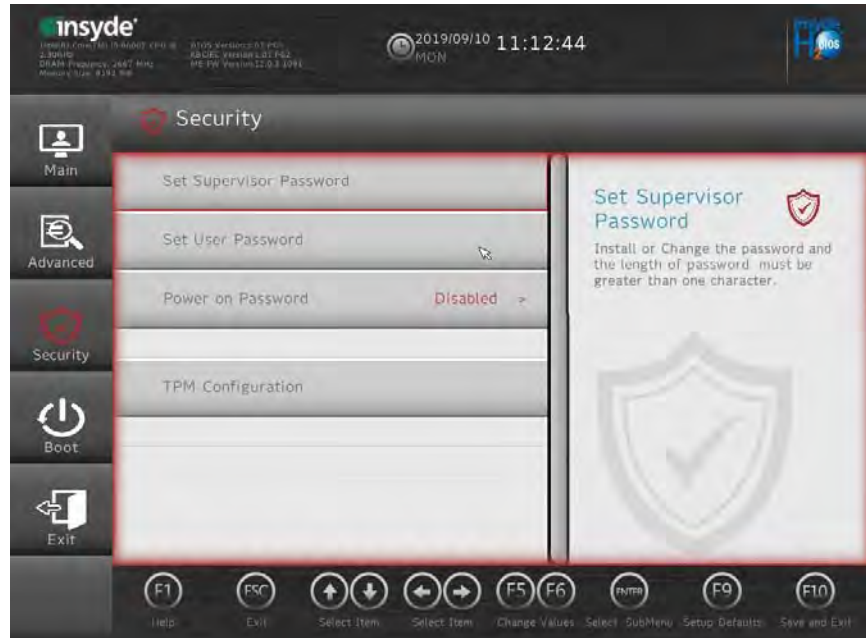 insyde
2019/09/10 11:12:44
MON
H2O BIOS
Security
Main
Advanced
Security
Boot
Exit
Set Supervisor Password
Set User Password
Power on Password Disabled >
TPM Configuration
Set Supervisor
Password
Install or Change the password and
the length of password must be
greater than one character.
F1 ESC F5 F6 ENTER F9 F10
Help Exit Select Item Select Item Change Values Select SubMenu Setup Defaults Save and Exit